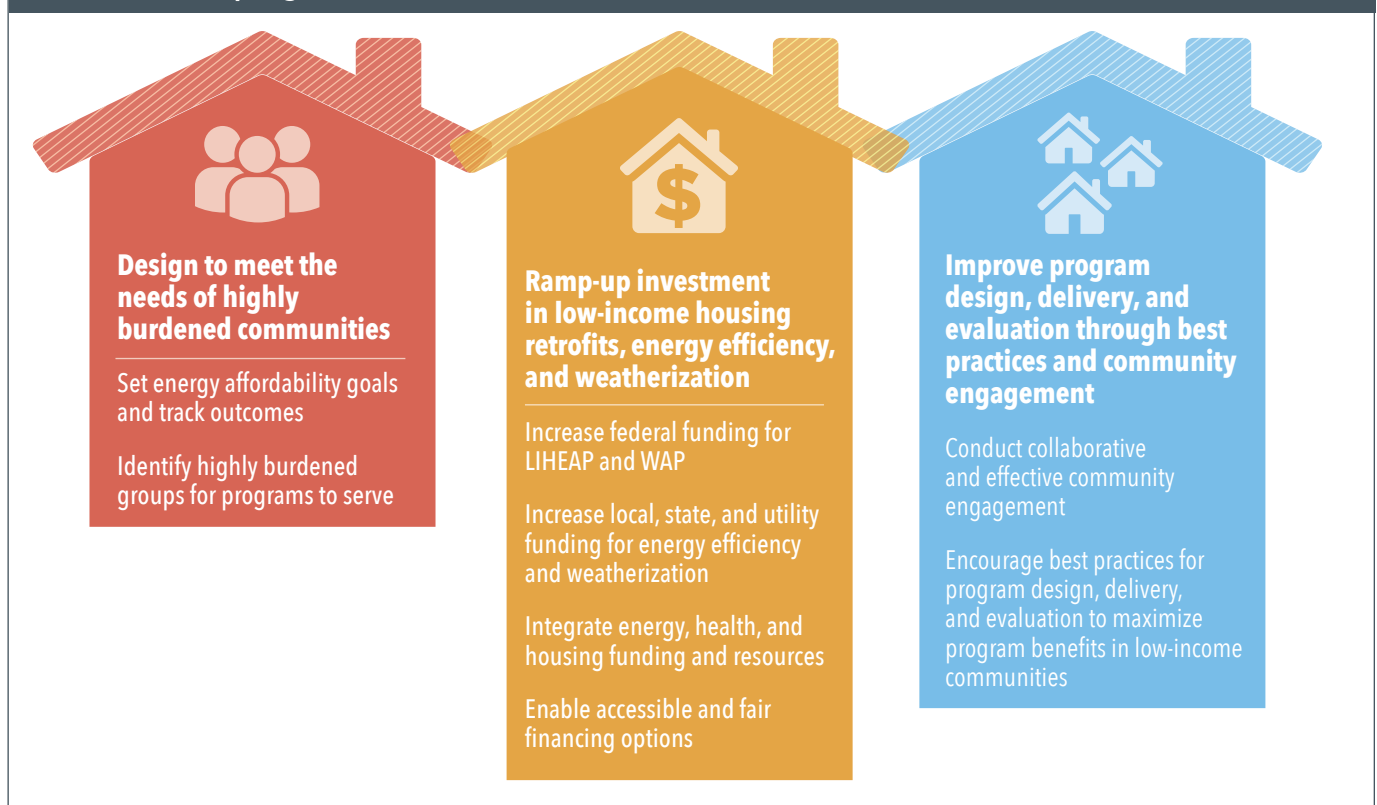 Design to meet the
needs of highly
burdened communities
Set energy affordability goals
and track outcomes
Identify highly burdened
groups for programs to serve
$
Ramp-up investment
in low-income housing
retrofits, energy efficiency,
and weatherization
Increase federal funding for
LIHEAP and WAP
Increase local, state, and utility
funding for energy efficiency
and weatherization
Integrate energy, health, and
housing funding and resources
Enable accessible and fair
financing options
Improve program
design, delivery, and
evaluation through best
practices and community
engagement
Conduct collaborative
and effective community
engagement
Encourage best practices for
program design, delivery,
and evaluation to maximize
program benefits in low-income
communities